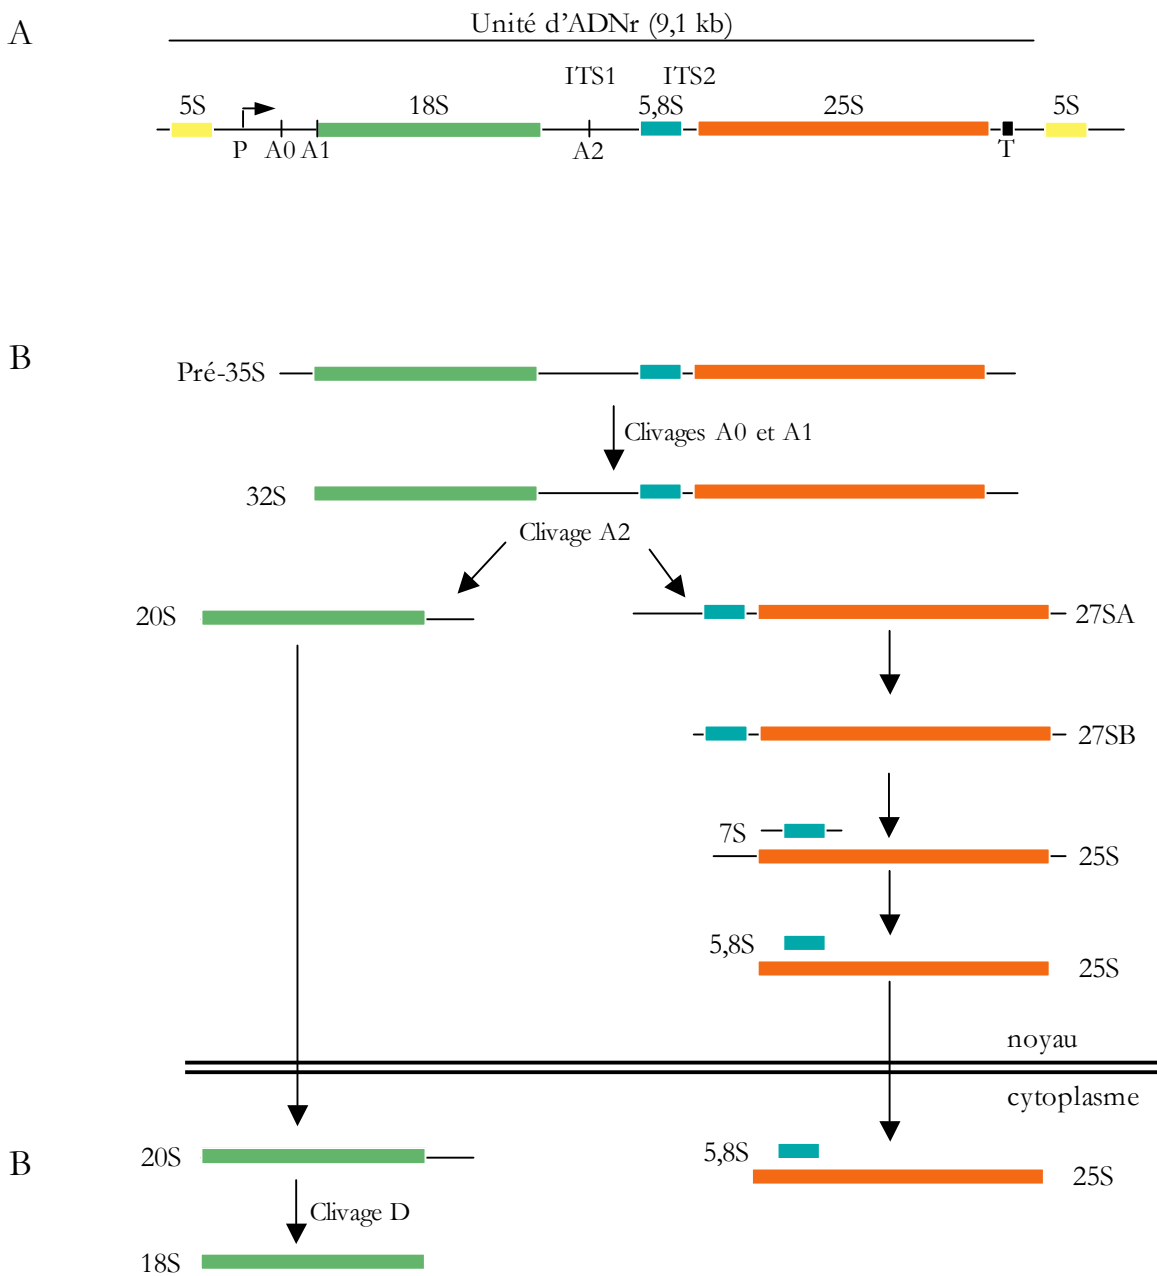 A
Unité d’ADNr (9,1 kb)
ITS1 ITS2
5S 18S 5,8S 25S 5S
P A0 A1 A2 T
B
Pré-35S
Clivages A0 et A1
32S
Clivage A2
20S 27SA
27SB
7S
25S
5,8S
25S
noyau
cytoplasme
B
20S 5,8S
25S
Clivage D
18S